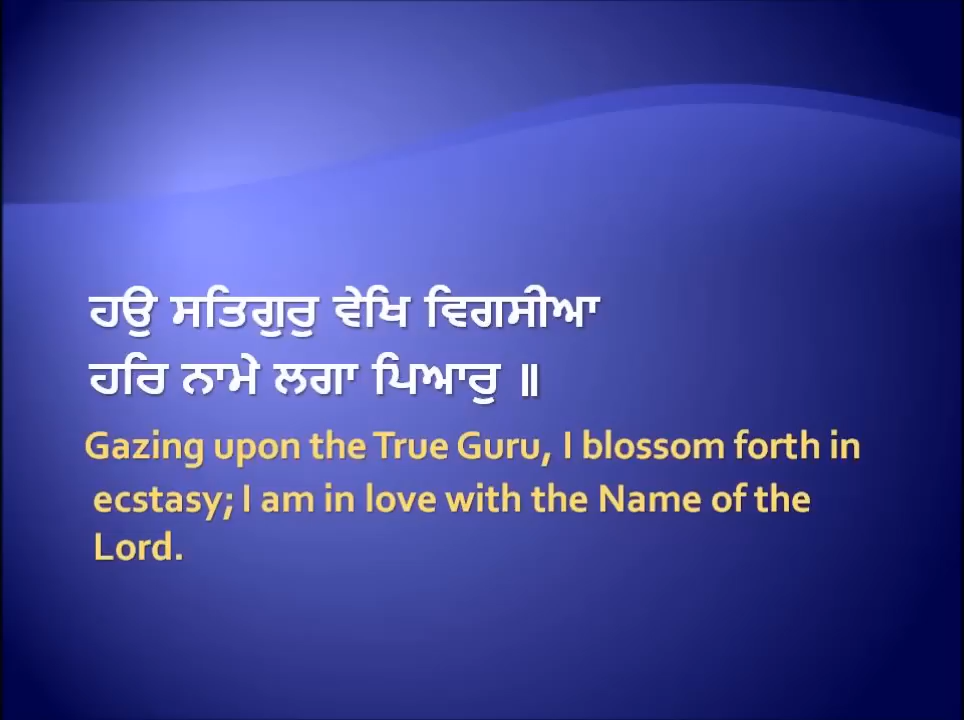 ਹਉ ਸਤਿਗੁਰੁ ਵੇਖਿ ਵਿਗਸੀਆ
ਹਰਿ ਨਾਮੇ ਲਗਾ ਪਿਆਰੁ ॥
Gazing upon the True Guru, I blossom forth in
ecstasy; I am in love with the Name of the
Lord.